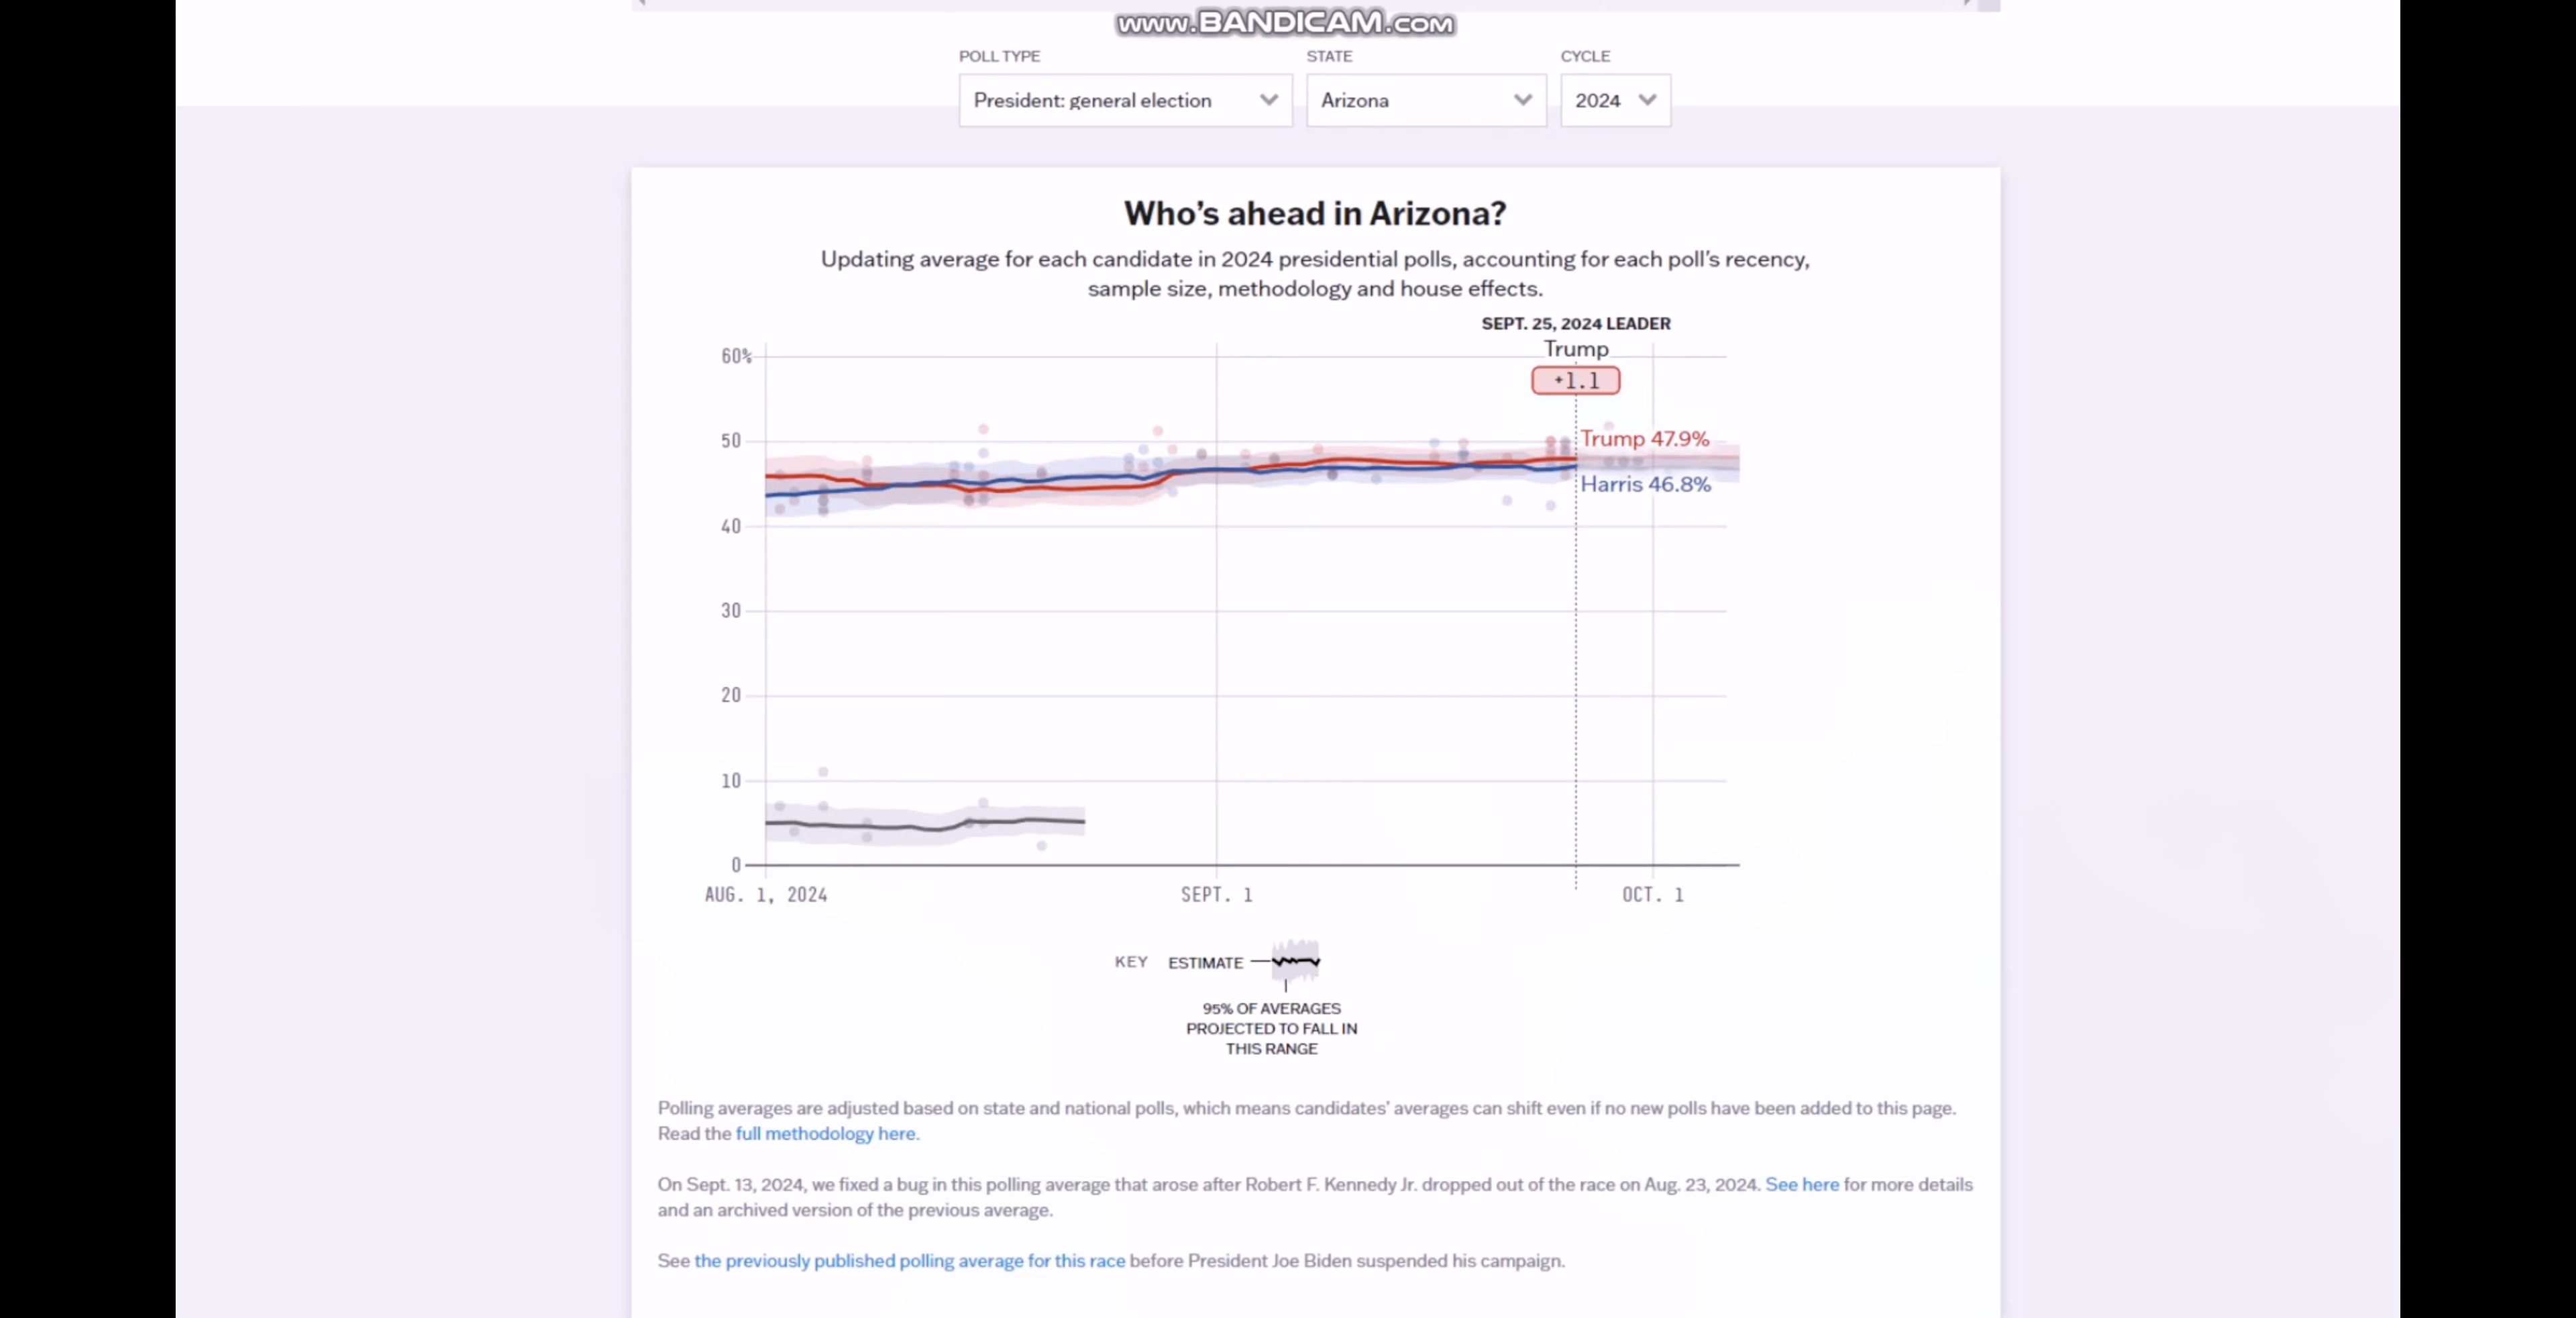 www.BANDICAM.com
POLL TYPE STATE CYCLE
President: general election Arizona 2024
Who's ahead in Arizona?
Updating average for each candidate in 2024 presidential polls, accounting for each poll's recency,
sample size, methodology and house effects.
SEPT. 25, 2024 LEADER
Trump
+1.1
60%
50
Trump 47.9%
Harris 46.8%
40
30
20
10
0
AUG. 1, 2024 SEPT. 1 OCT. 1
KEY ESTIMATE
95% OF AVERAGES
PROJECTED TO FALL IN
THIS RANGE
Polling averages are adjusted based on state and national polls, which means candidates' averages can shift even if no new polls have been added to this page.
Read the full methodology here.
On Sept. 13, 2024, we fixed a bug in this polling average that arose after Robert F. Kennedy Jr. dropped out of the race on Aug. 23, 2024. See here for more details
and an archived version of the previous average.
See the previously published polling average for this race before President Joe Biden suspended his campaign.